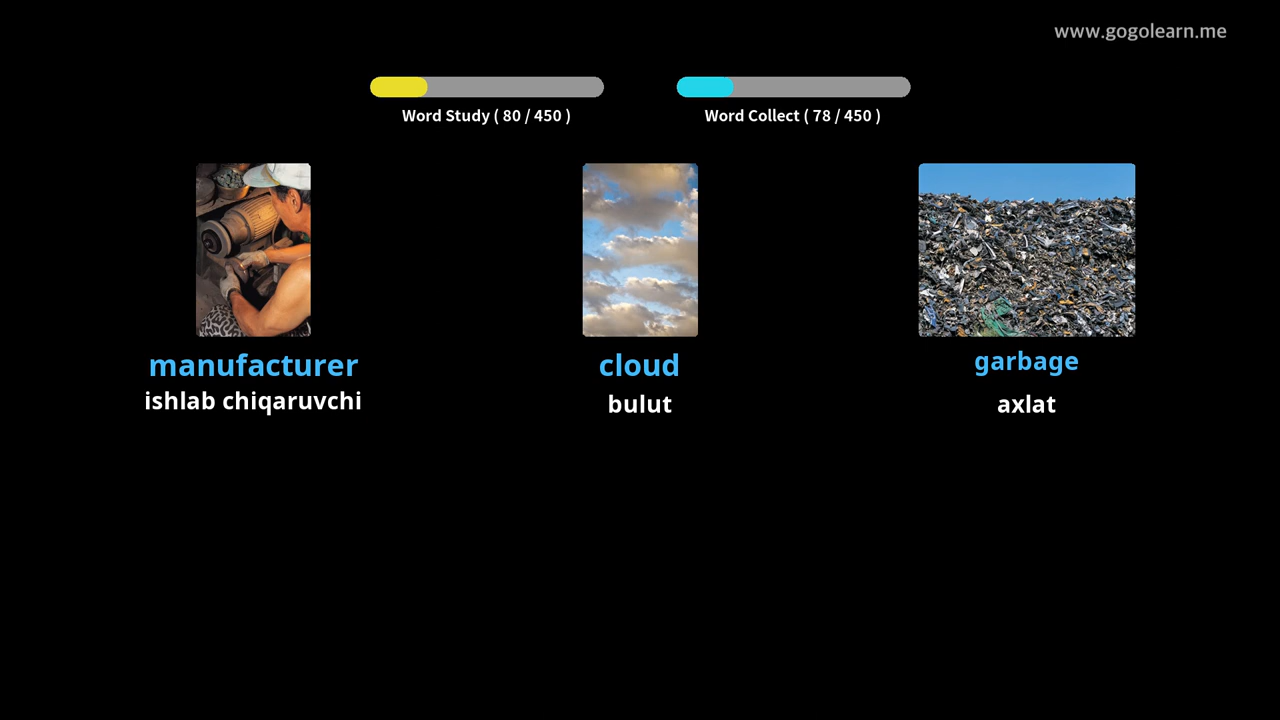 www.gogolearn.me
Word Study ( 80 / 450 )
Word Collect ( 78 / 450 )
manufacturer
ishlab chiqaruvchi
cloud
bulut
garbage
axlat